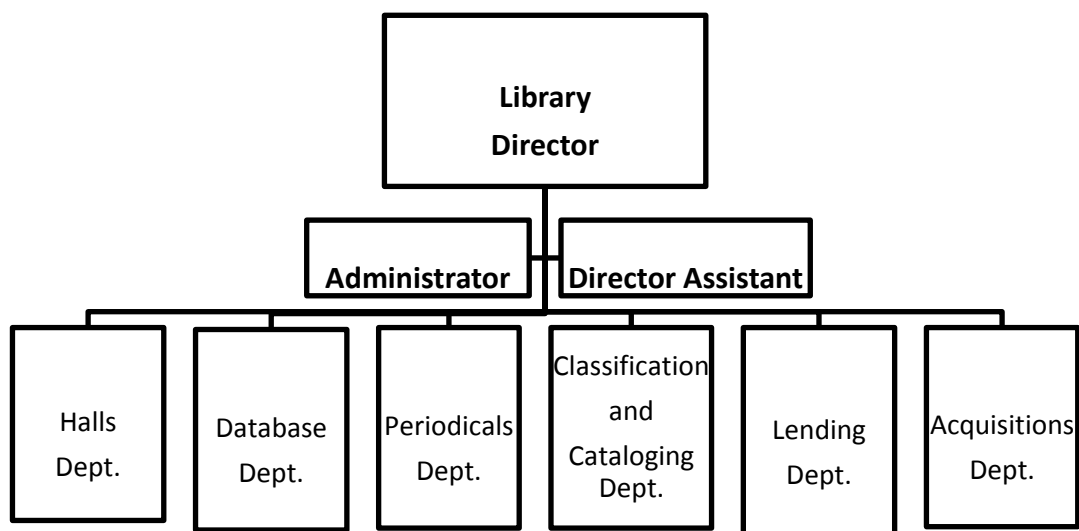 Library
Director
Administrator
Director Assistant
Halls
Dept.
Database
Dept.
Periodicals
Dept.
Classification
and
Cataloging
Dept.
Lending
Dept.
Acquisitions
Dept.